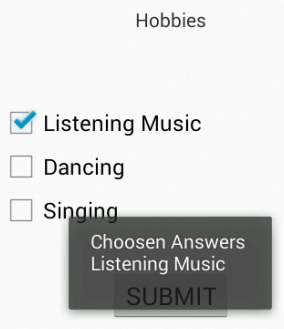 Hobbies
Listening Music
Dancing
Singing
Choosen Answers
Listening Music
SUBMIT